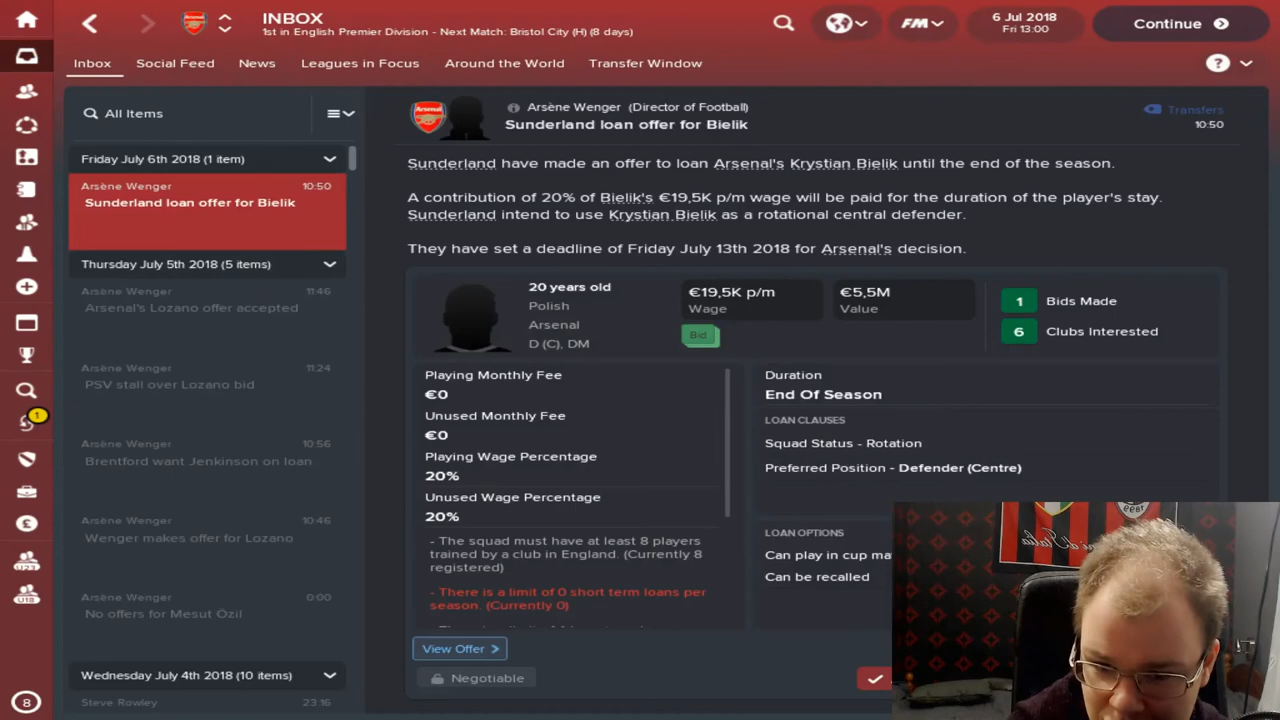 INBOX
1st in English Premier Division - Next Match: Bristol City (H) (8 days)
FM
6 Jul 2018
Fri 13:00
Continue
Inbox
Social Feed
News
Leagues in Focus
Around the World
Transfer Window
?
All Items
Friday July 6th 2018 (1 item)
Arsène Wenger 10:50
Sunderland loan offer for Bielik
Thursday July 5th 2018 (5 items)
Arsène Wenger 11:46
Arsenal's Lozano offer accepted
Arsène Wenger 11:24
PSV stall over Lozano bid
Arsène Wenger 10:56
Brentford want Jenkinson on loan
Arsène Wenger 10:46
Wenger makes offer for Lozano
Arsène Wenger 0:00
No offers for Mesut Özil
Wednesday July 4th 2018 (10 items)
Steve Rowley 23:16
1
U23
U18
8
Arsenal
Arsène Wenger (Director of Football)
Sunderland loan offer for Bielik
Transfers
10:50
Sunderland have made an offer to loan Arsenal's Krystian Bielik until the end of the season.
A contribution of 20% of Bielik's €19,5K p/m wage will be paid for the duration of the player's stay.
Sunderland intend to use Krystian Bielik as a rotational central defender.
They have set a deadline of Friday July 13th 2018 for Arsenal's decision.
20 years old
Polish
Arsenal
D (C), DM
€19,5K p/m
Wage
Bid
€5,5M
Value
1 Bids Made
6 Clubs Interested
Playing Monthly Fee
€0
Unused Monthly Fee
€0
Playing Wage Percentage
20%
Unused Wage Percentage
20%
- The squad must have at least 8 players
trained by a club in England. (Currently 8
registered)
- There is a limit of 0 short term loans per
season. (Currently 0)
Duration
End Of Season
LOAN CLAUSES
Squad Status - Rotation
Preferred Position - Defender (Centre)
LOAN OPTIONS
Can play in cup ma
Can be recalled
View Offer >
Negotiable
1899